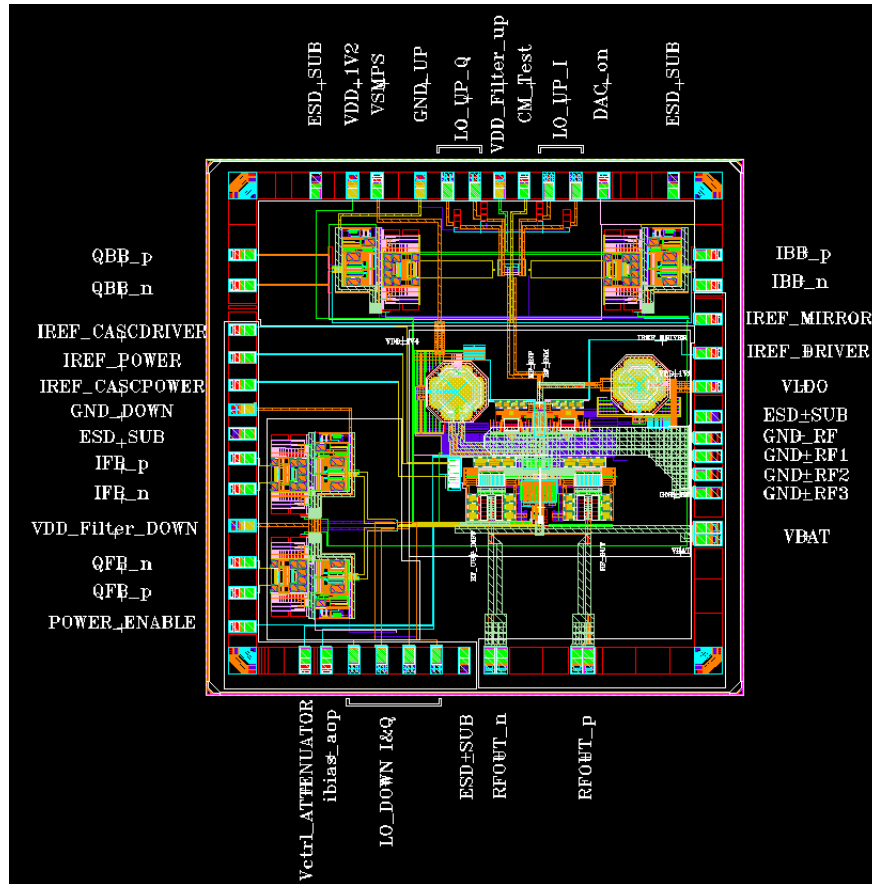 ESD_SUB
VDD_1V2
VSMPS
GND_UP
LO_UP_Q
VDD_Filter_up
CM_Test
LO_UP_I
DAC_on
ESD_SUB
QBB_p
QBB_n
IREF_CASCDRIVER
IREF_POWER
IREF_CASCPOWER
GND_DOWN
ESD_SUB
IFB_p
IFB_n
VDD_Filter_DOWN
QFB_n
QFB_p
POWER_ENABLE
IBB_p
IBB_n
IREF_MIRROR
IREF_DRIVER
VLDO
ESD_SUB
GND_RF
GND_RF1
GND_RF2
GND_RF3
VBAT
Vctrl_ATTENUATOR
ibias_aop
LO_DOWN I&Q
ESD_SUB
RFOUT_n
RFOUT_p